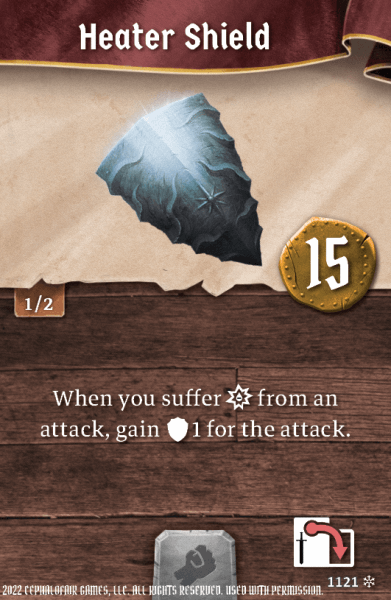 Heater Shield
15
1/2
When you suffer from an
attack, gain 1 for the attack.
1121
2022 CEPHALOFAIR GAMES, LLC. ALL RIGHTS RESERVED. USED WITH PERMISSION.